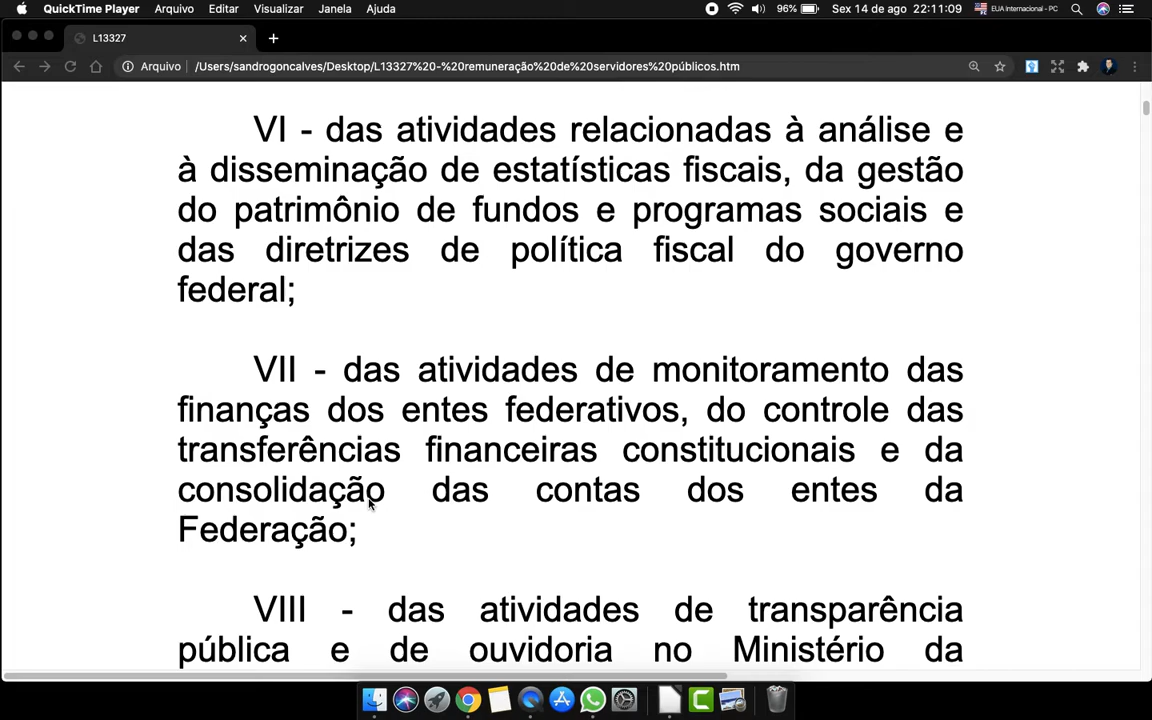 QuickTime Player Arquivo Editar Visualizar Janela Ajuda 96% Sex 14 de ago 22:11:09 EUA Internacional - PC
L13327
Arquivo /Users/sandrogoncalves/Desktop/L13327%20-%20remuneração%20de%20servidores%20públicos.htm
VI - das atividades relacionadas à análise e
à disseminação de estatísticas fiscais, da gestão
do patrimônio de fundos e programas sociais e
das diretrizes de política fiscal do governo
federal;
VII - das atividades de monitoramento das
finanças dos entes federativos, do controle das
transferências financeiras constitucionais e da
consolidação das contas dos entes da
Federação;
VIII - das atividades de transparência
pública e de ouvidoria no Ministério da